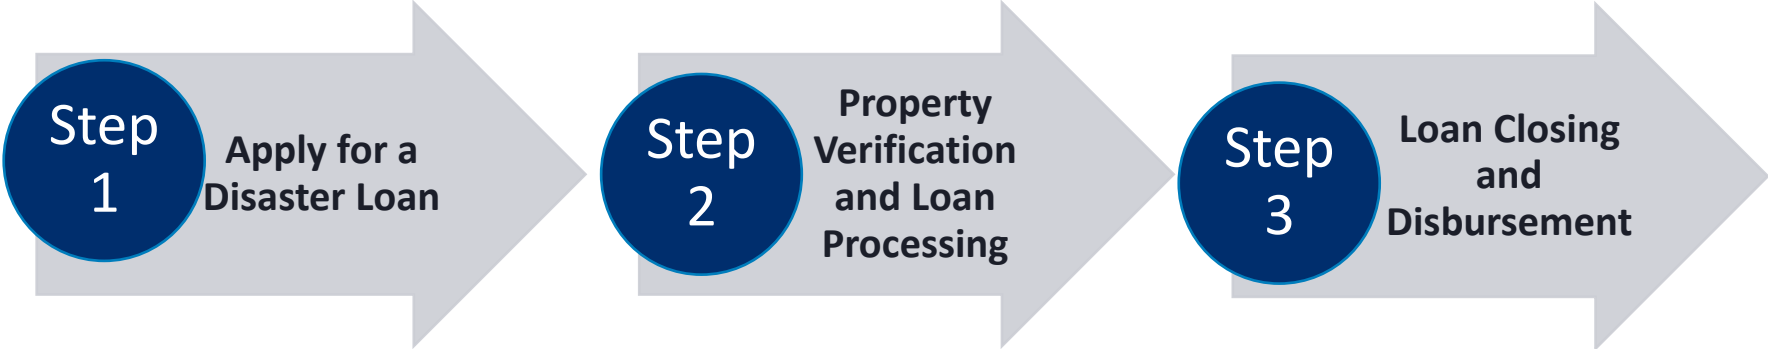 Step
1
Apply for a
Disaster Loan
Step
2
Property
Verification
and Loan
Processing
Step
3
Loan Closing
and
Disbursement